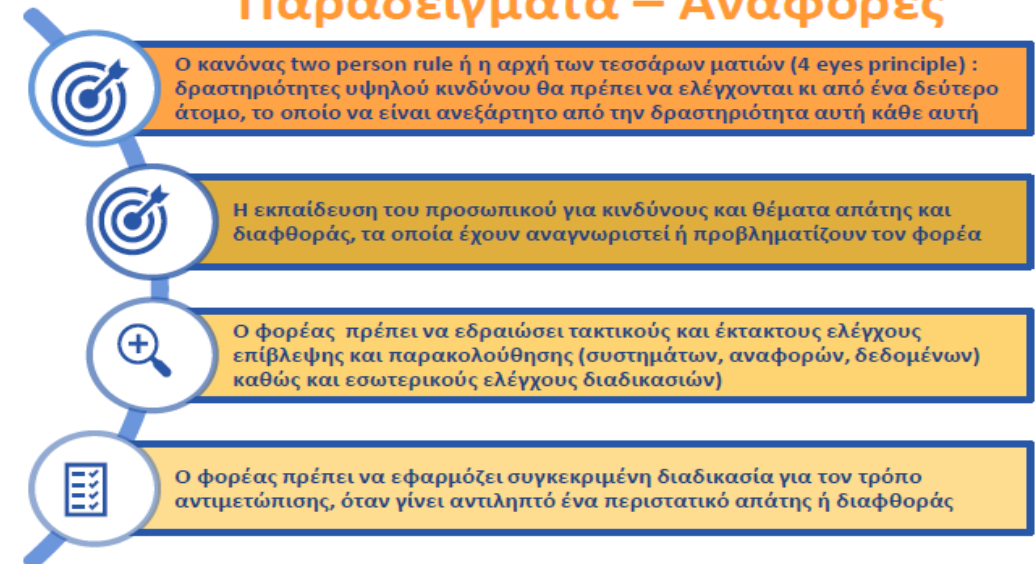 Παραδείγματα – Αναφορές
Ο κανόνας two person rule ή η αρχή των τεσσάρων ματιών (4 eyes principle) :
δραστηριότητες υψηλού κινδύνου θα πρέπει να ελέγχονται κι από ένα δεύτερο
άτομο, το οποίο να είναι ανεξάρτητο από την δραστηριότητα αυτή κάθε αυτή
Η εκπαίδευση του προσωπικού για κινδύνους και θέματα απάτης και
διαφθοράς, τα οποία έχουν αναγνωριστεί ή προβληματίζουν τον φορέα
Ο φορέας πρέπει να εδραιώσει τακτικούς και έκτακτους ελέγχους
επίβλεψης και παρακολούθησης (συστημάτων, αναφορών, δεδομένων)
καθώς και εσωτερικούς ελέγχους διαδικασιών)
Ο φορέας πρέπει να εφαρμόζει συγκεκριμένη διαδικασία για τον τρόπο
αντιμετώπισης, όταν γίνει αντιληπτό ένα περιστατικό απάτης ή διαφθοράς